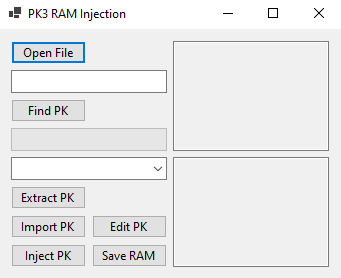 PK3 RAM Injection
Open File
Find PK
Extract PK
Import PK Edit PK
Inject PK Save RAM